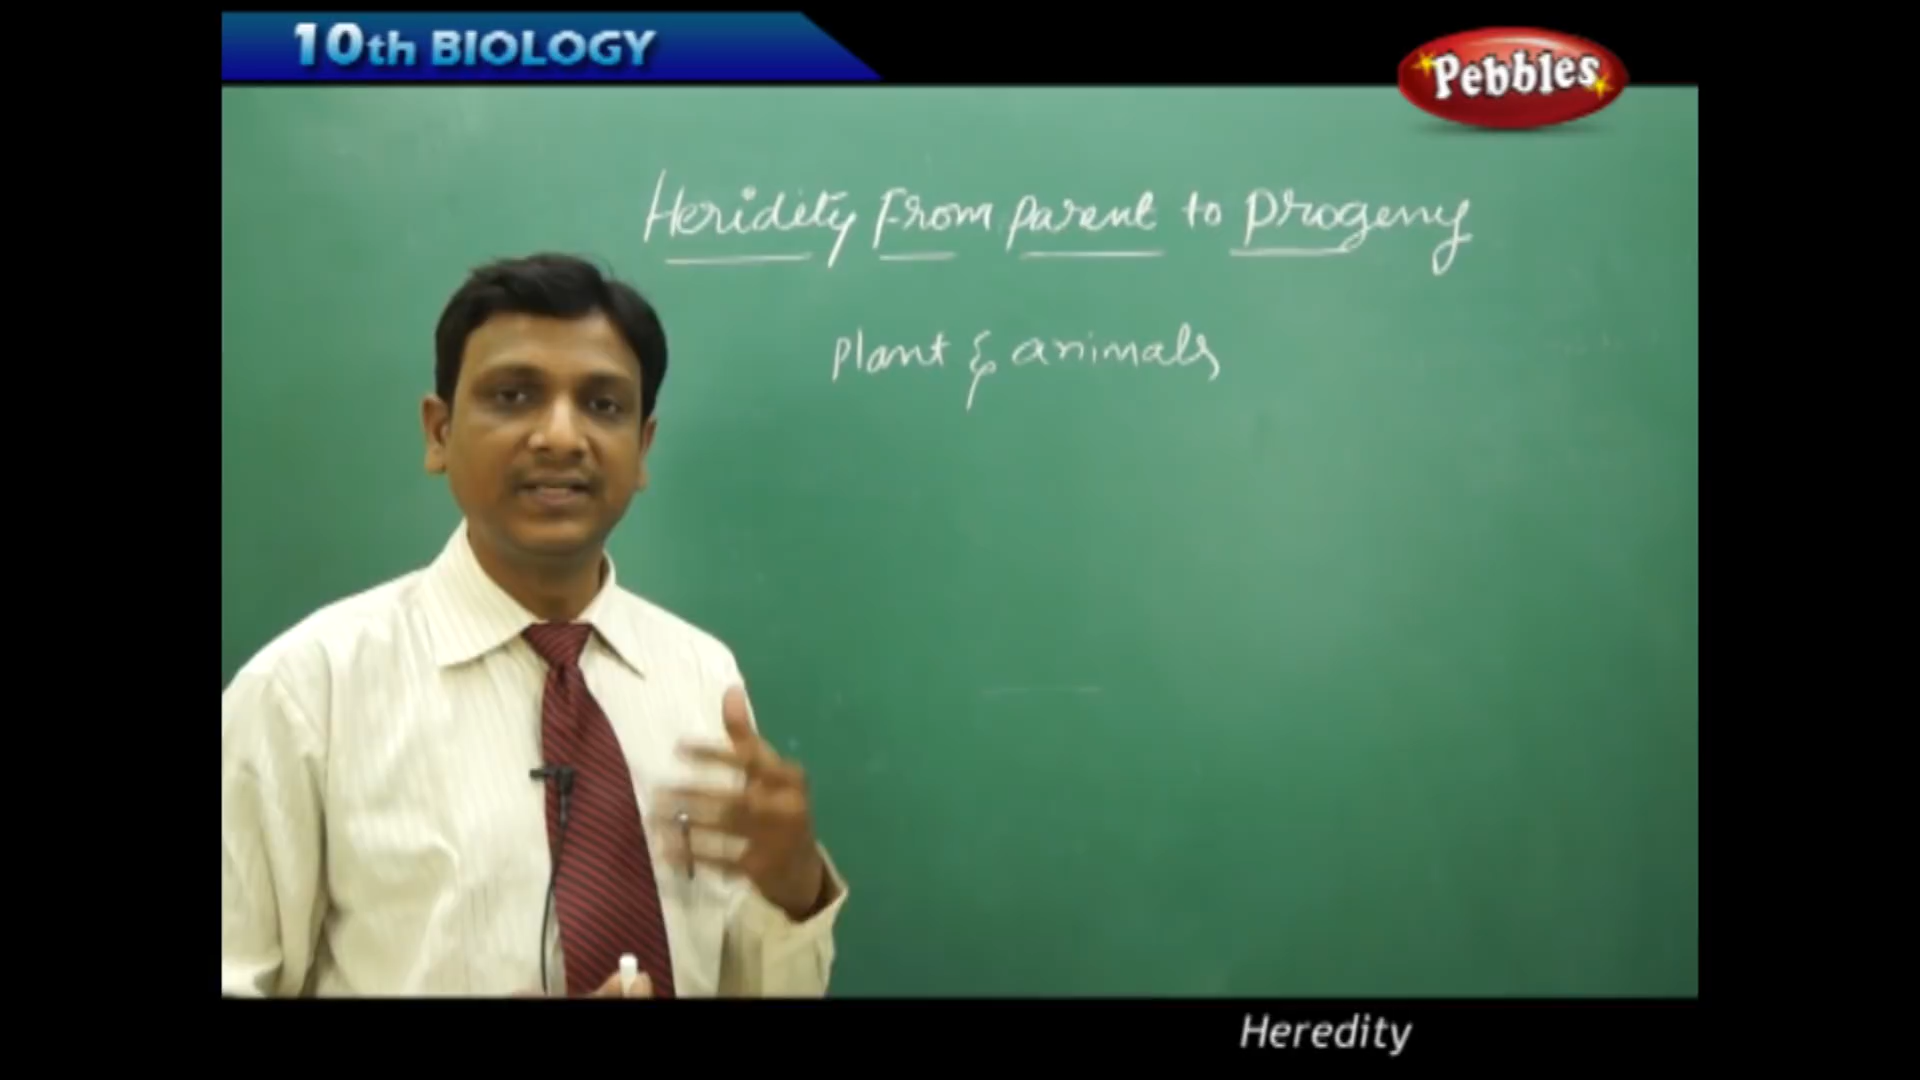 10th BIOLOGY
Pebbles
Heridity From parent to Progeny
plant & animals
Heredity